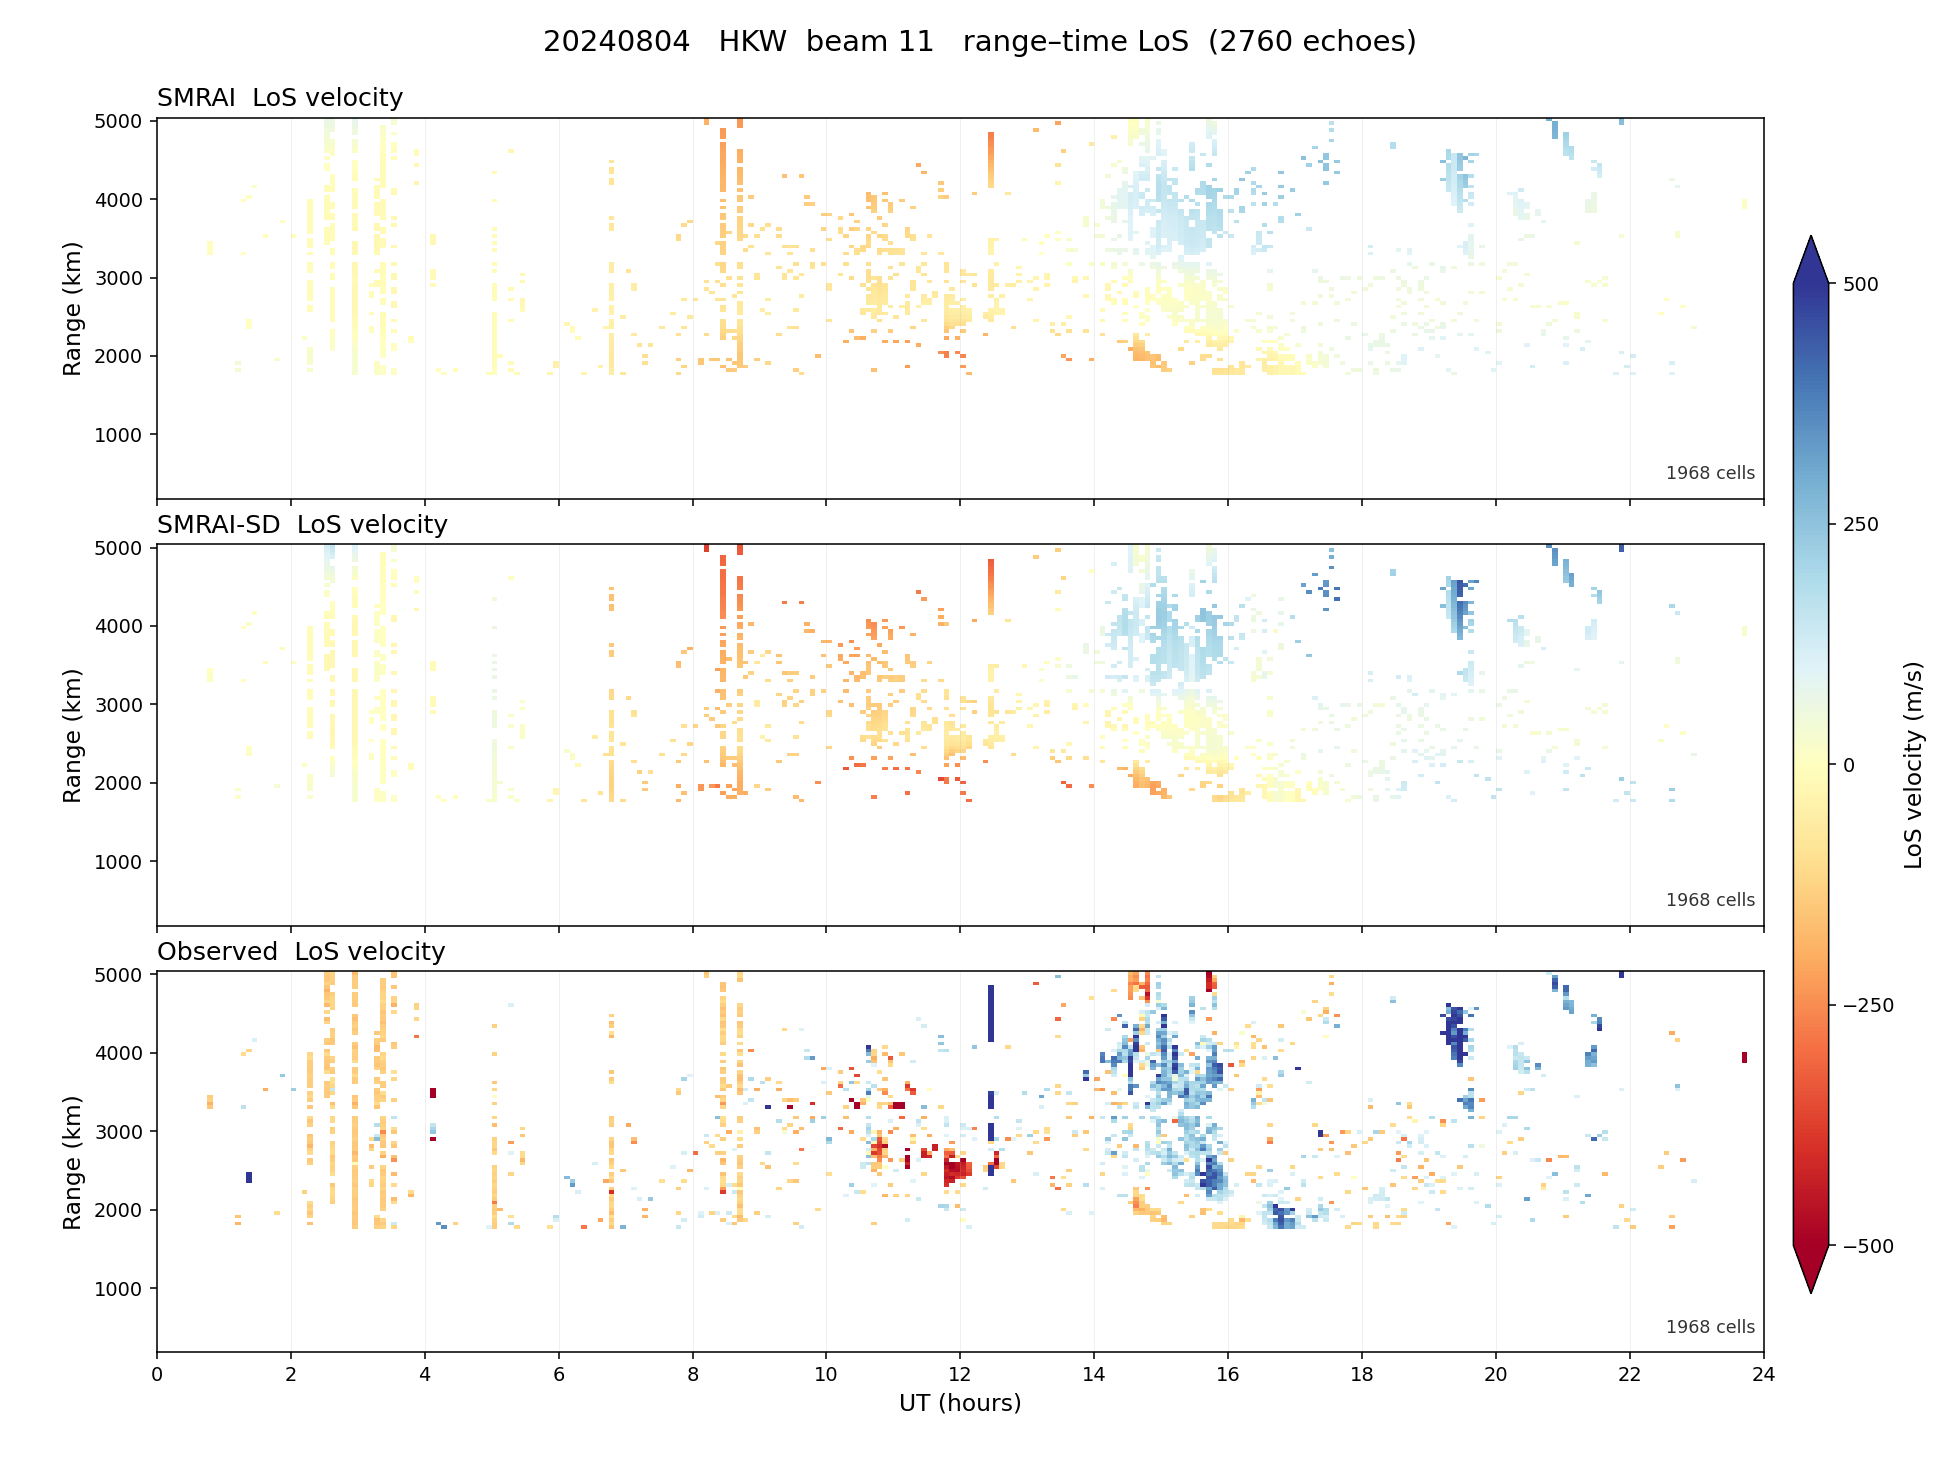 20240804   HKW  beam 11   range–time LoS  (2760 echoes)
SMRAI  LoS velocity
5000
4000
3000
2000
1000
Range (km)
1968 cells
SMRAI-SD  LoS velocity
5000
4000
3000
2000
1000
Range (km)
1968 cells
Observed  LoS velocity
5000
4000
3000
2000
1000
Range (km)
1968 cells
0 2 4 6 8 10 12 14 16 18 20 22 24
UT (hours)
500
250
0
−250
−500
LoS velocity (m/s)